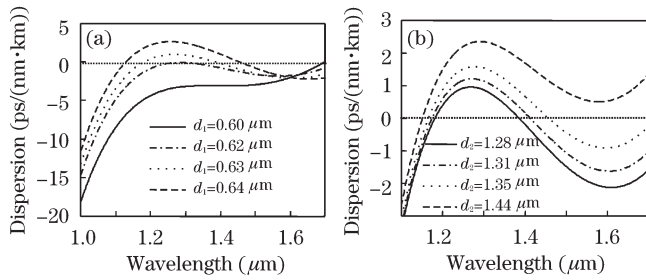 (a)
Dispersion (ps/(nm·km))
5
0
−5
−10
−15
−20
d₁=0.60 μm
d₁=0.62 μm
d₁=0.63 μm
d₁=0.64 μm
1.0 1.2 1.4 1.6
Wavelength (μm)
(b)
Dispersion (ps/(nm·km))
3
2
1
0
−1
−2
d₂=1.28 μm
d₂=1.31 μm
d₂=1.35 μm
d₂=1.44 μm
1.2 1.4 1.6
Wavelength (μm)